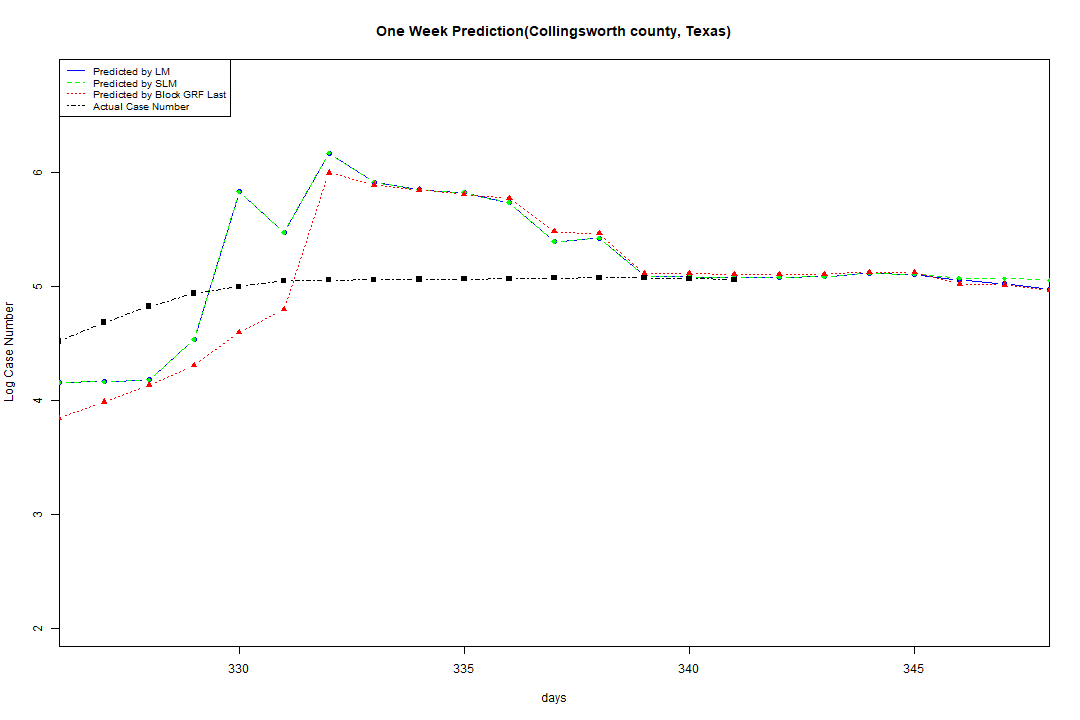 One Week Prediction(Collingsworth county, Texas)
Predicted by LM
Predicted by SLM
Predicted by Block GRF Last
Actual Case Number
Log Case Number
6
5
4
3
2
330 335 340 345
days